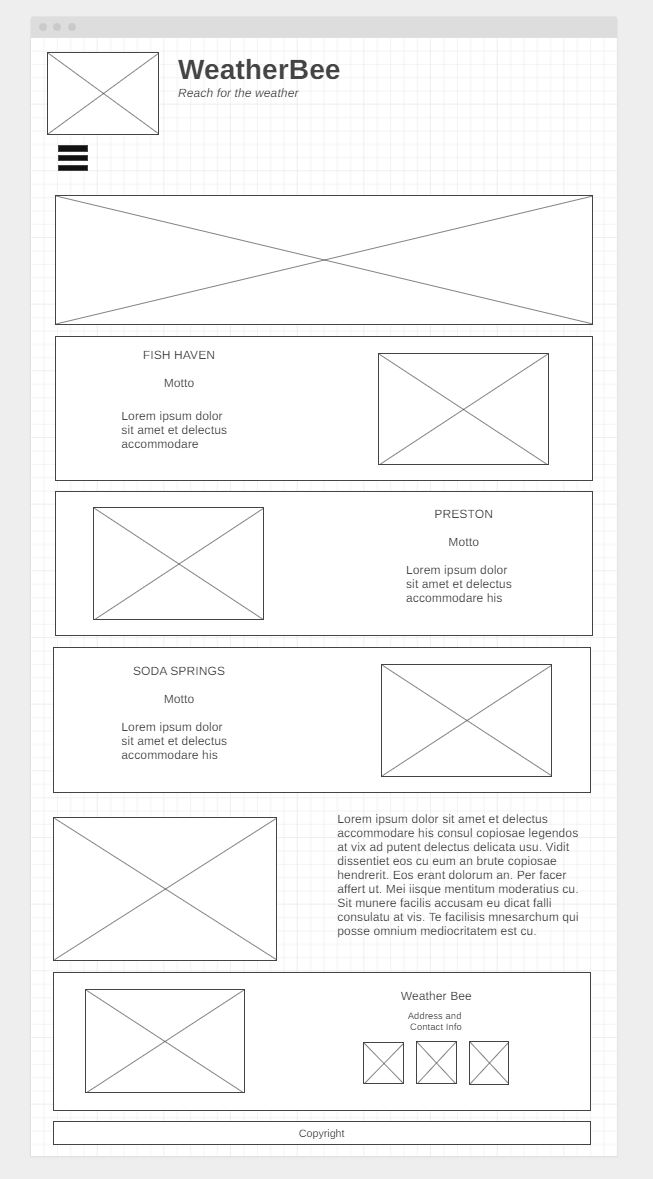 WeatherBee
Reach for the weather
FISH HAVEN
Motto
Lorem ipsum dolor
sit amet et delectus
accommodare
PRESTON
Motto
Lorem ipsum dolor
sit amet et delectus
accommodare his
SODA SPRINGS
Motto
Lorem ipsum dolor
sit amet et delectus
accommodare his
Lorem ipsum dolor sit amet et delectus
accommodare his consul copiosae legendos
at vix ad putent delectus delicata usu. Vidit
dissentiet eos cu eum an brute copiosae
hendrerit. Eos erant dolorum an. Per facer
affert ut. Mei iisque mentitum moderatius cu.
Sit munere facilis accusam eu dicat falli
consulatu at vis. Te facilisis mnesarchum qui
posse omnium mediocritatem est cu.
Weather Bee
Address and
Contact Info
Copyright